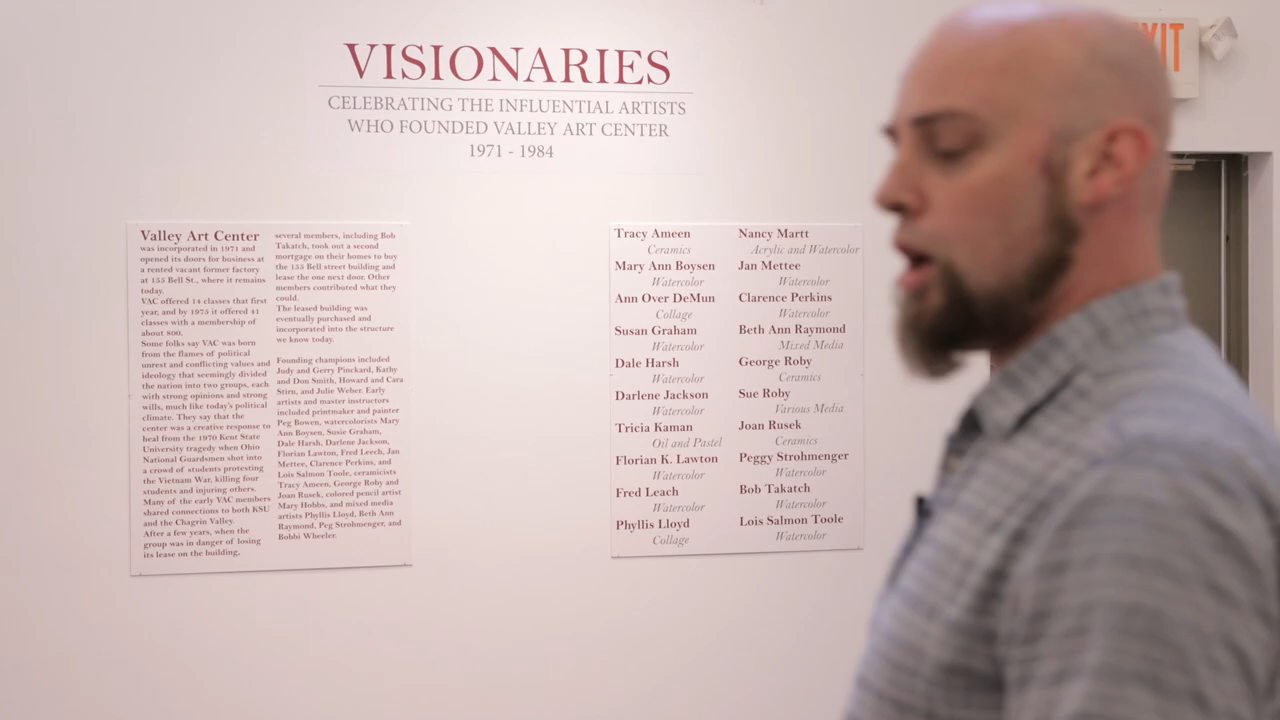 VISIONARIES
CELEBRATING THE INFLUENTIAL ARTISTS
WHO FOUNDED VALLEY ART CENTER
1971 - 1984
Valley Art Center
was incorporated in 1971 and
opened its doors for business at
a rented vacant former factory
at 155 Bell St., where it remains
today.
VAC offered 14 classes that first
year, and by 1973 it offered 41
classes with a membership of
about 800.
Some folks say VAC was born
from the flames of political
unrest and conflicting values and
ideology that seemingly divided
the nation into two groups, each
with strong opinions and strong
wills, much like today's political
climate. They say that the
center was a creative response to
heal from the 1970 Kent State
University tragedy when Ohio
National Guardsmen shot into
a crowd of students protesting
the Vietnam War, killing four
students and injuring others.
Many of the early VAC members
shared connections to both KSU
and the Chagrin Valley.
After a few years, when the
group was in danger of losing
its lease on the building,
several members, including Bob
Takatch, took out a second
mortgage on their homes to buy
the 155 Bell street building and
lease the one next door. Other
members contributed what they
could.
The leased building was
eventually purchased and
incorporated into the structure
we know today.
Founding champions included
Judy and Gerry Pinckard, Kathy
and Don Smith, Howard and Cara
Stirn, and Julie Weber. Early
artists and master instructors
included printmaker and painter
Peg Bowen, watercolorists Mary
Ann Boysen, Susie Graham,
Dale Harsh, Darlene Jackson,
Florian Lawton, Fred Leech, Jan
Mettee, Clarence Perkins, and
Lois Salmon Toole, ceramicists
Tracy Ameen, George Roby and
Joan Rusek, colored pencil artist
Mary Hobbs, and mixed media
artists Phyllis Lloyd, Beth Ann
Raymond, Peg Strohmenger, and
Bobbi Wheeler.
Tracy Ameen
Ceramics
Mary Ann Boysen
Watercolor
Ann Over DeMun
Collage
Susan Graham
Watercolor
Dale Harsh
Watercolor
Darlene Jackson
Watercolor
Tricia Kaman
Oil and Pastel
Florian K. Lawton
Watercolor
Fred Leach
Watercolor
Phyllis Lloyd
Collage
Nancy Martt
Acrylic and Watercolor
Jan Mettee
Watercolor
Clarence Perkins
Watercolor
Beth Ann Raymond
Mixed Media
George Roby
Ceramics
Sue Roby
Various Media
Joan Rusek
Ceramics
Peggy Strohmenger
Watercolor
Bob Takatch
Watercolor
Lois Salmon Toole
Watercolor
XIT